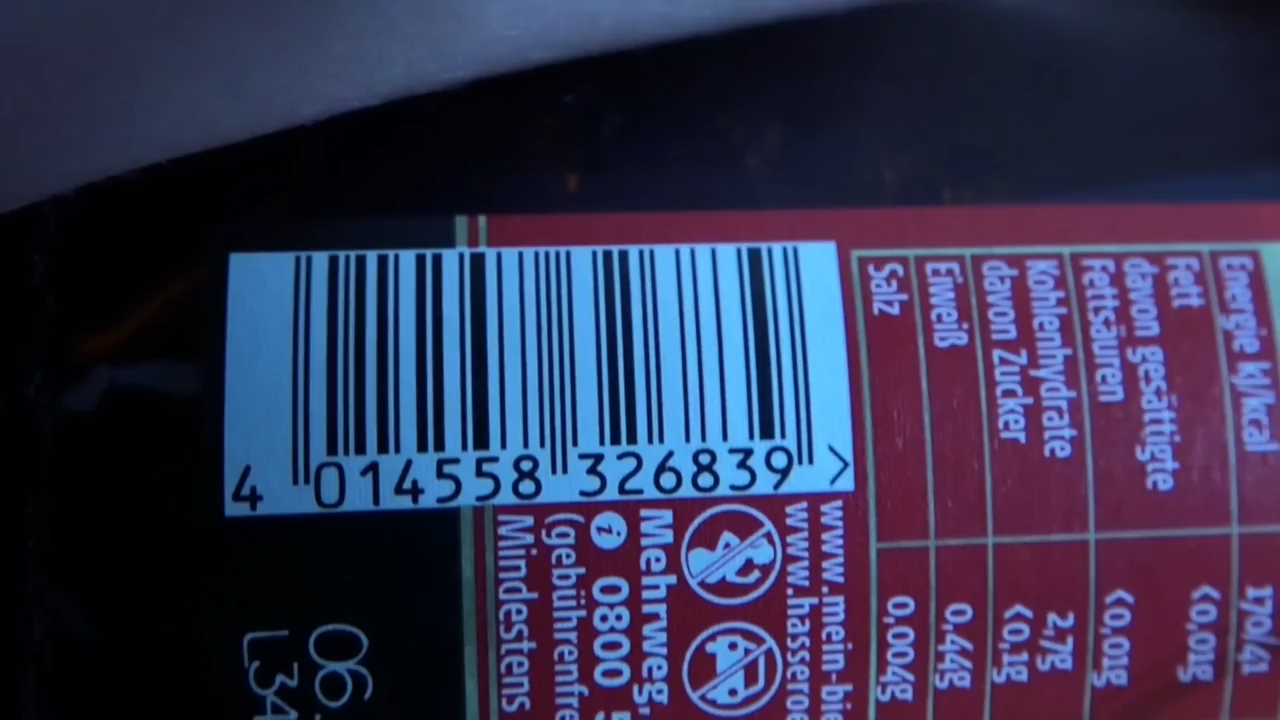 4 014558 326839 >
Energie kJ/kcal 170/41
Fett <0,01g
davon gesättigte
Fettsäuren <0,01g
Kohlenhydrate 2,7g
davon Zucker <0,1g
Eiweiß 0,44g
Salz 0,004g
www.mein-bie
www.hasseroe
Mehrweg,
i 0800
(gebührenfre
Mindestens
06
L34